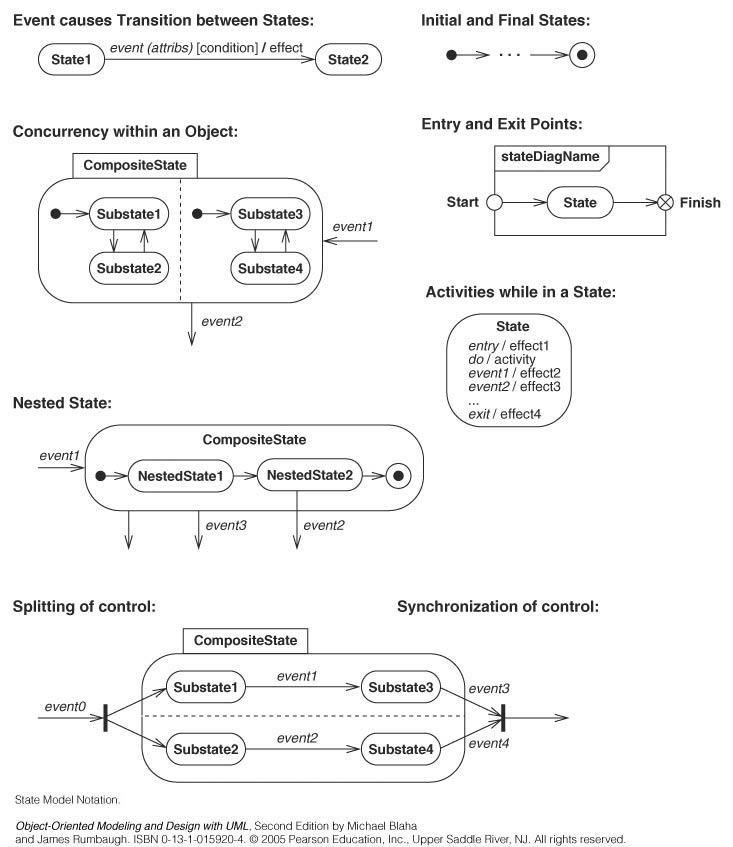 Event causes Transition between States:
State1
event (attribs) [condition] / effect
State2
Initial and Final States:
Concurrency within an Object:
CompositeState
Substate1
Substate2
Substate3
Substate4
event1
event2
Entry and Exit Points:
stateDiagName
Start
State
Finish
Activities while in a State:
State
entry / effect1
do / activity
event1 / effect2
event2 / effect3
...
exit / effect4
Nested State:
event1
CompositeState
NestedState1
NestedState2
event3
event2
Splitting of control:
Synchronization of control:
CompositeState
event0
Substate1
event1
Substate3
event3
Substate2
event2
Substate4
event4
State Model Notation.
Object-Oriented Modeling and Design with UML, Second Edition by Michael Blaha
and James Rumbaugh. ISBN 0-13-1-015920-4. © 2005 Pearson Education, Inc., Upper Saddle River, NJ. All rights reserved.